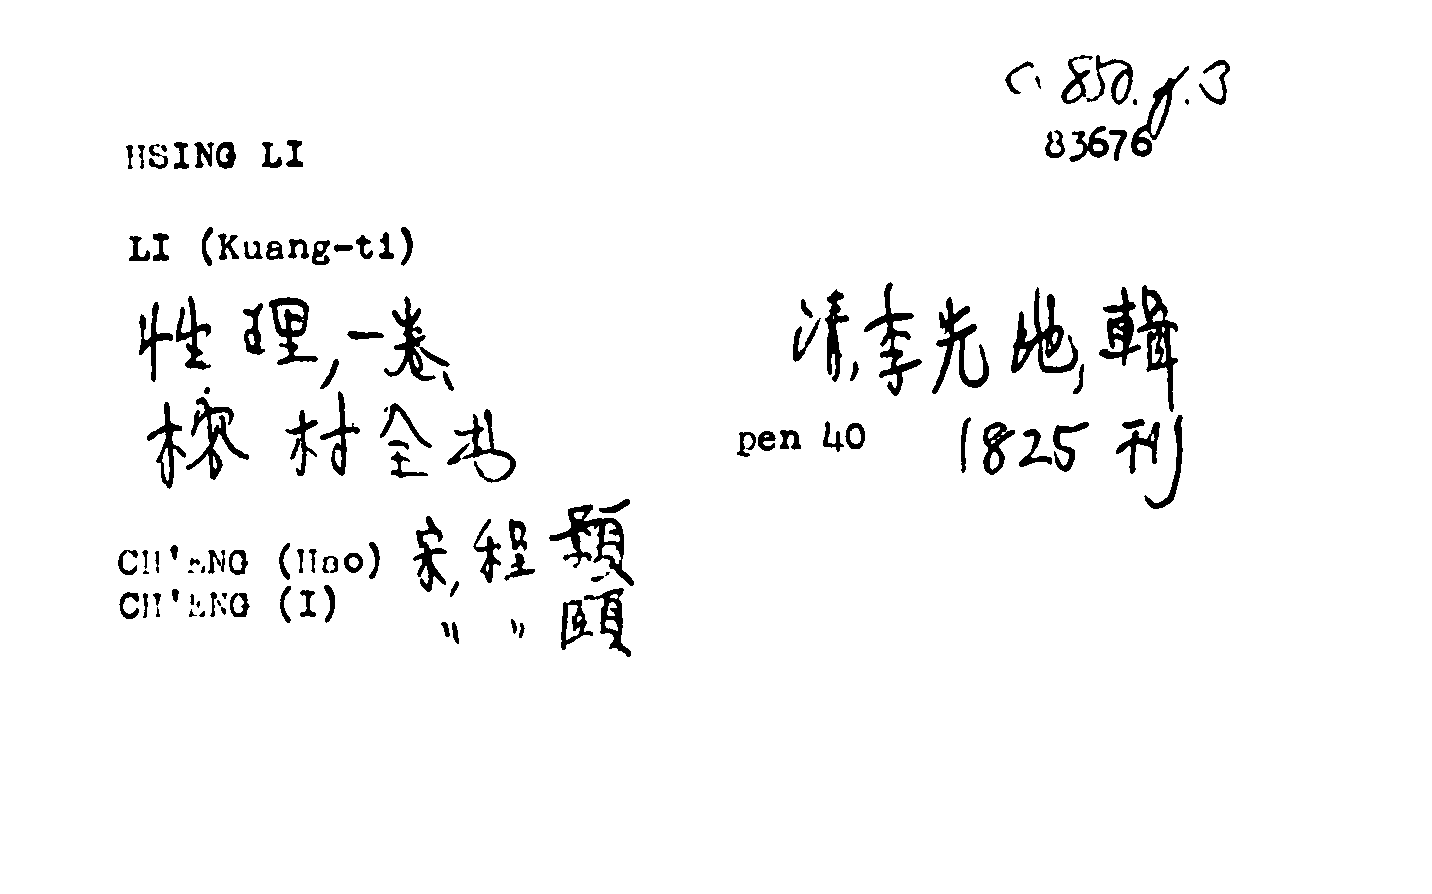 C. 850. g. 3
83676
HSING LI
LI (Kuang-ti)
性理, 一卷, 清, 李光地, 輯
榕村全书 pen 40 1825 刊
CH'ENG (Hao) 宋, 程顥
CH'ENG (I) " " 頤